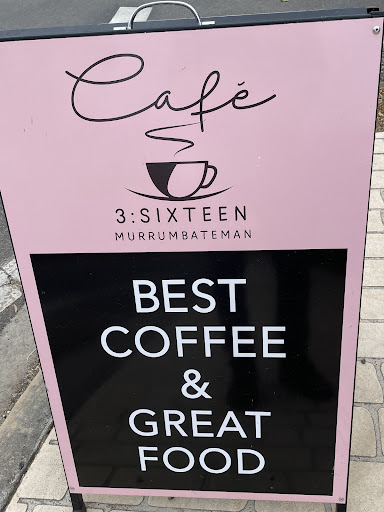 Café
3:SIXTEEN
MURRUMBATEMAN
BEST
COFFEE
&
GREAT
FOOD